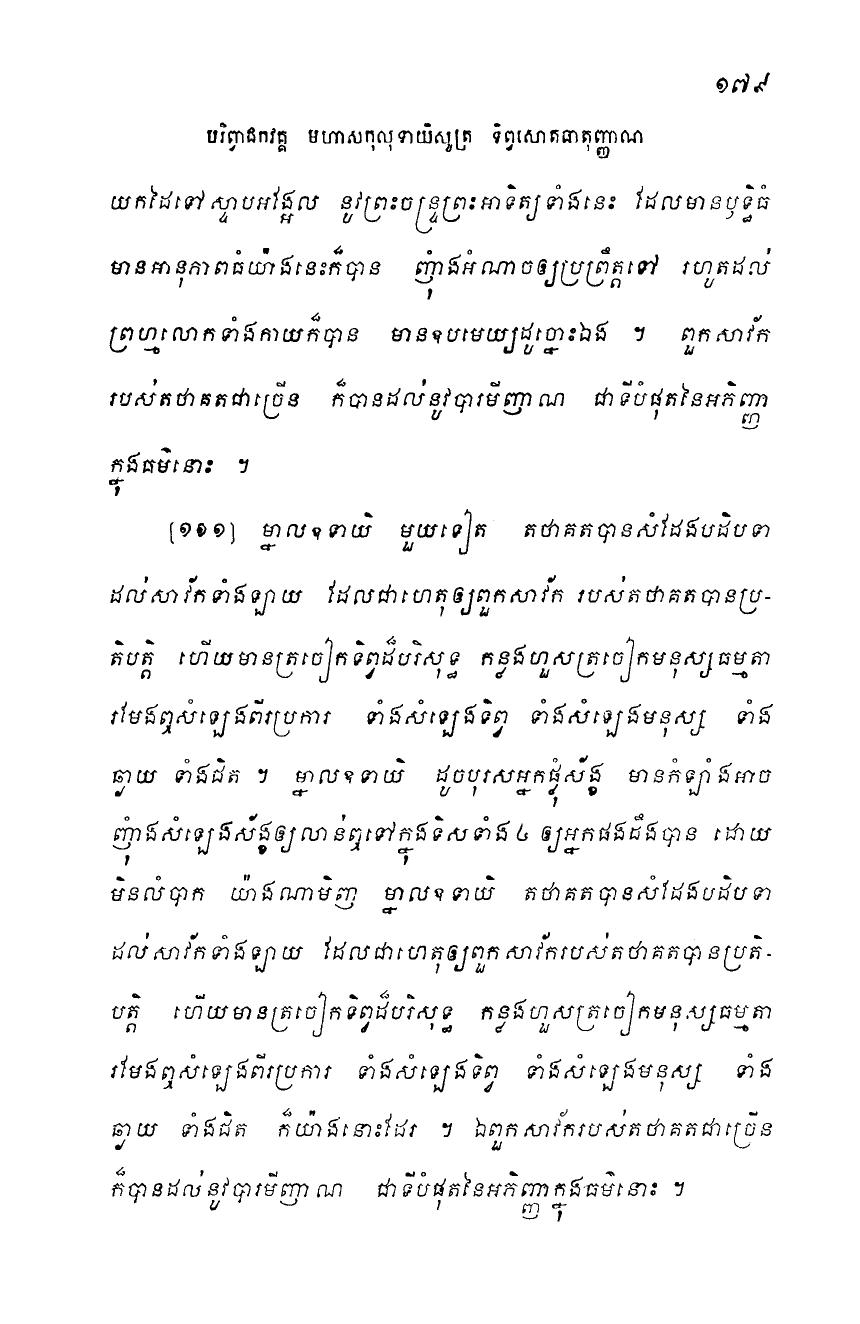 ១៧៩
បរិព្វាជកវគ្គ មហាសកុលុទាយិសូត្រ ទិព្វសោតធាតុញ្ញាណ
យកដៃទៅស្ទាបអង្អែល នូវព្រះចន្ទ្រព្រះអាទិត្យទាំងនេះ ដែលមានឫទ្ធិធំ
មានអានុភាពធំយ៉ាងនេះក៏បាន ញុំាងអំណាចឲ្យប្រព្រឹត្តទៅ រហូតដល់
ព្រហ្មលោកទាំងកាយក៏បាន មានឧបមេយ្យដូច្នោះឯង ។ ពួកសាវ័ក
របស់តថាគតជាច្រើន ក៏បានដល់នូវបារមីញាណ ជាទីបំផុតនៃអភិញ្ញា
ក្នុងធម៌នោះ ។
[១១១] ម្នាលឧទាយិ មួយទៀត តថាគតបានសំដែងបដិបទា
ដល់សាវ័កទាំងឡាយ ដែលជាហេតុឲ្យពួកសាវ័ក របស់តថាគតបានប្រ-
តិបត្តិ ហើយមានត្រចៀកទិព្វដ៏បរិសុទ្ធ កន្លងហួសត្រចៀកមនុស្សធម្មតា
រមែងឮសំឡេងពីរប្រការ ទាំងសំឡេងទិព្វ ទាំងសំឡេងមនុស្ស ទាំង
ឆ្ងាយ ទាំងជិត ។ ម្នាលឧទាយិ ដូចបុរសអ្នកផ្លុំស័ង្ខ មានកំឡាំងអាច
ញុំាងសំឡេងស័ង្ខឲ្យលាន់ឮទៅក្នុងទិសទាំង៤ ឲ្យអ្នកផងដឹងបាន ដោយ
មិនលំបាក យ៉ាងណាមិញ ម្នាលឧទាយិ តថាគតបានសំដែងបដិបទា
ដល់សាវ័កទាំងឡាយ ដែលជាហេតុឲ្យពួកសាវ័ករបស់តថាគតបានប្រតិ-
បត្តិ ហើយមានត្រចៀកទិព្វដ៏បរិសុទ្ធ កន្លងហួសត្រចៀកមនុស្សធម្មតា
រមែងឮសំឡេងពីរប្រការ ទាំងសំឡេងទិព្វ ទាំងសំឡេងមនុស្ស ទាំង
ឆ្ងាយ ទាំងជិត ក៏យ៉ាងនោះដែរ ។ ឯពួកសាវ័ករបស់តថាគតជាច្រើន
ក៏បានដល់នូវបារមីញាណ ជាទីបំផុតនៃអភិញ្ញាក្នុងធម៌នោះ ។